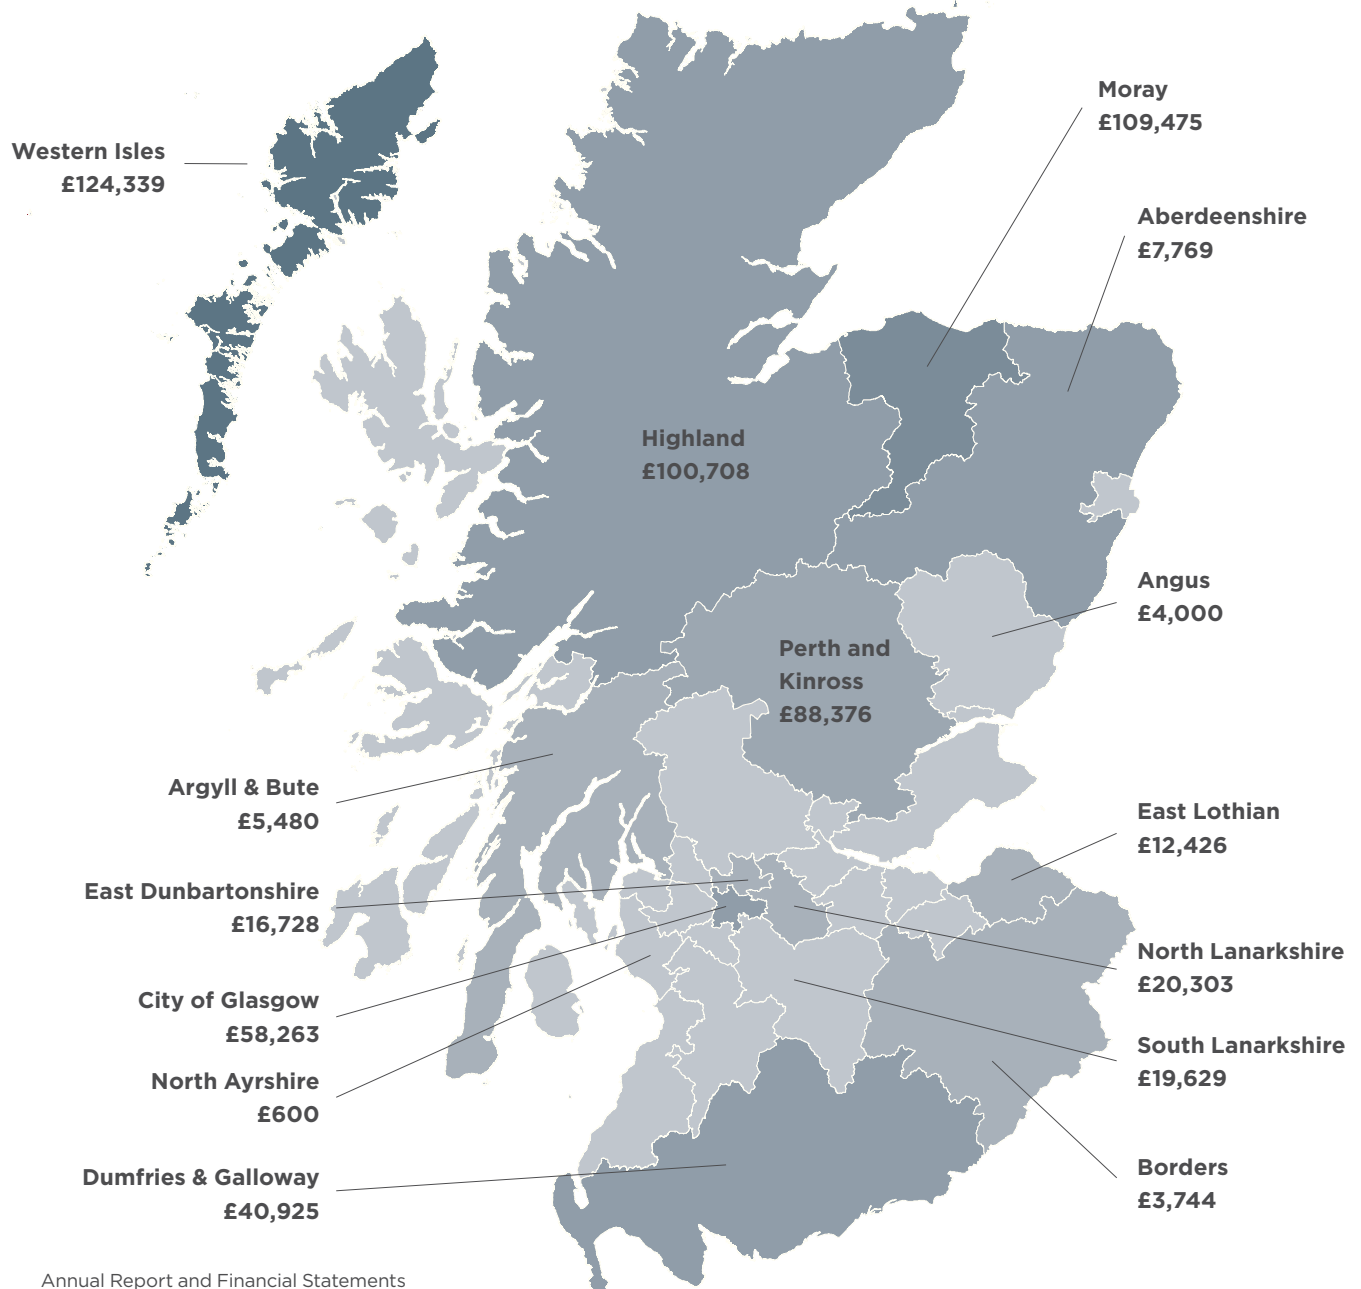 Moray
£109,475
Western Isles
£124,339
Aberdeenshire
£7,769
Highland
£100,708
Angus
£4,000
Perth and
Kinross
£88,376
Argyll & Bute
£5,480
East Lothian
£12,426
East Dunbartonshire
£16,728
North Lanarkshire
£20,303
City of Glasgow
£58,263
South Lanarkshire
£19,629
North Ayrshire
£600
Borders
£3,744
Dumfries & Galloway
£40,925
Annual Report and Financial Statements